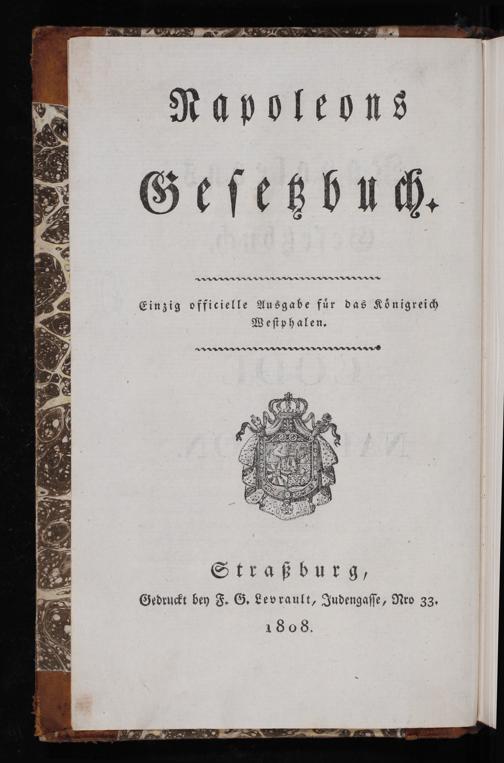 Napoleons
Gesetzbuch.
Einzig officielle Ausgabe für das Königreich
Westphalen.
Straßburg,
Gedruckt bey F. G. Levrault, Judengasse, Nro 33.
1808.